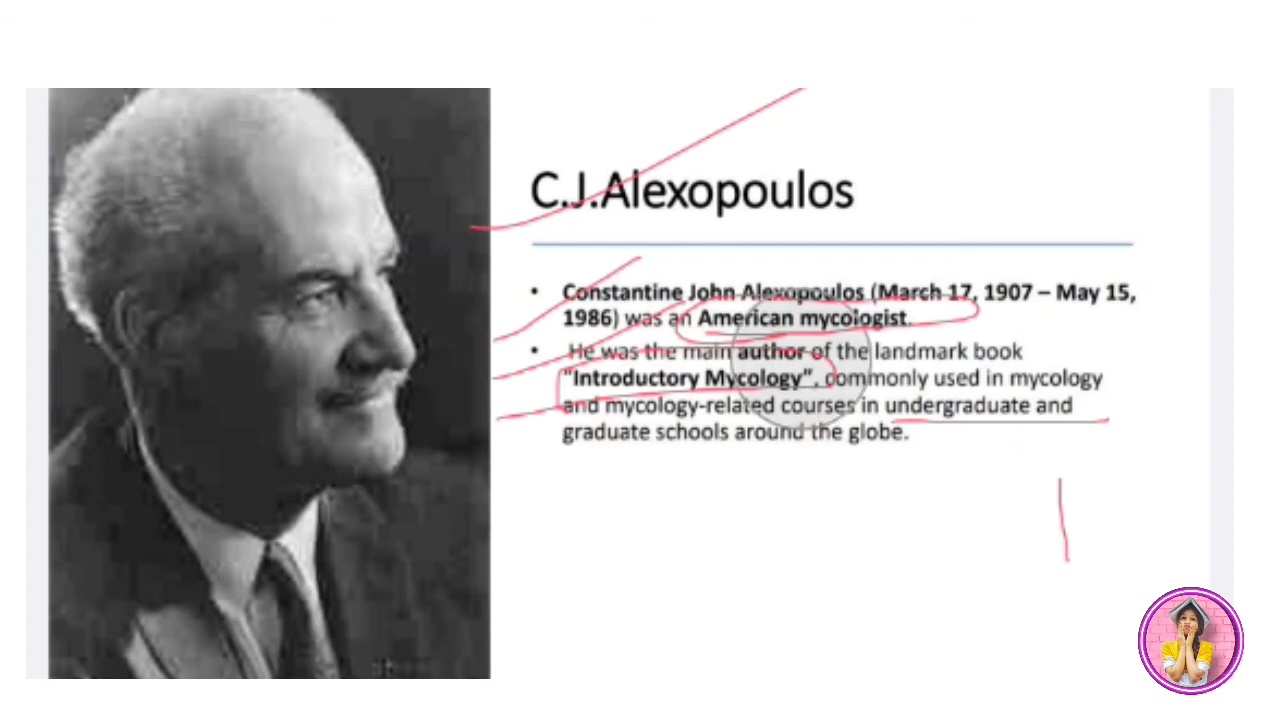 C.J.Alexopoulos
• Constantine John Alexopoulos (March 17, 1907 – May 15,
1986) was an American mycologist.
• He was the main author of the landmark book
"Introductory Mycology", commonly used in mycology
and mycology-related courses in undergraduate and
graduate schools around the globe.